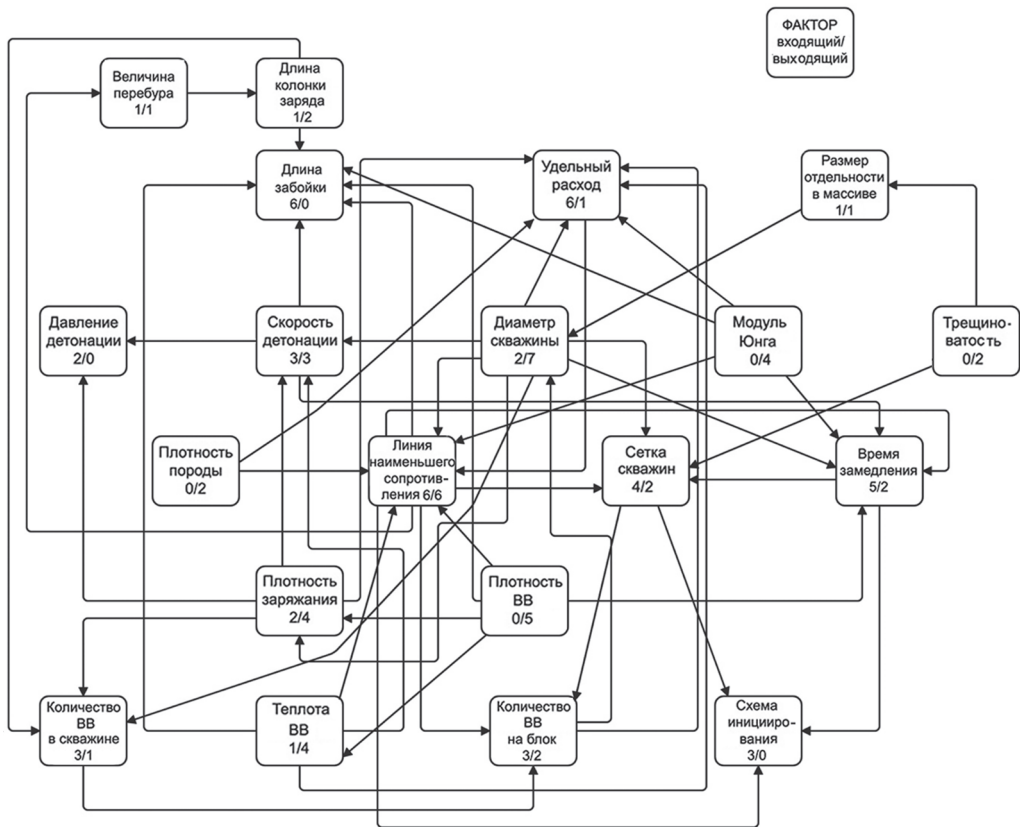 ФАКТОР
входящий/
выходящий
Величина
перебура
1/1
Длина
колонки
заряда
1/2
Длина
забойки
6/0
Удельный
расход
6/1
Размер
отдельности
в массиве
1/1
Давление
детонации
2/0
Скорость
детонации
3/3
Диаметр
скважины
2/7
Модуль
Юнга
0/4
Трещино-
ватость
0/2
Плотность
породы
0/2
Линия
наименьшего
сопротив-
ления 6/6
Сетка
скважин
4/2
Время
замедления
5/2
Плотность
заряжания
2/4
Плотность
ВВ
0/5
Количество
ВВ
в скважине
3/1
Теплота
ВВ
1/4
Количество
ВВ
на блок
3/2
Схема
иницииро-
вания
3/0